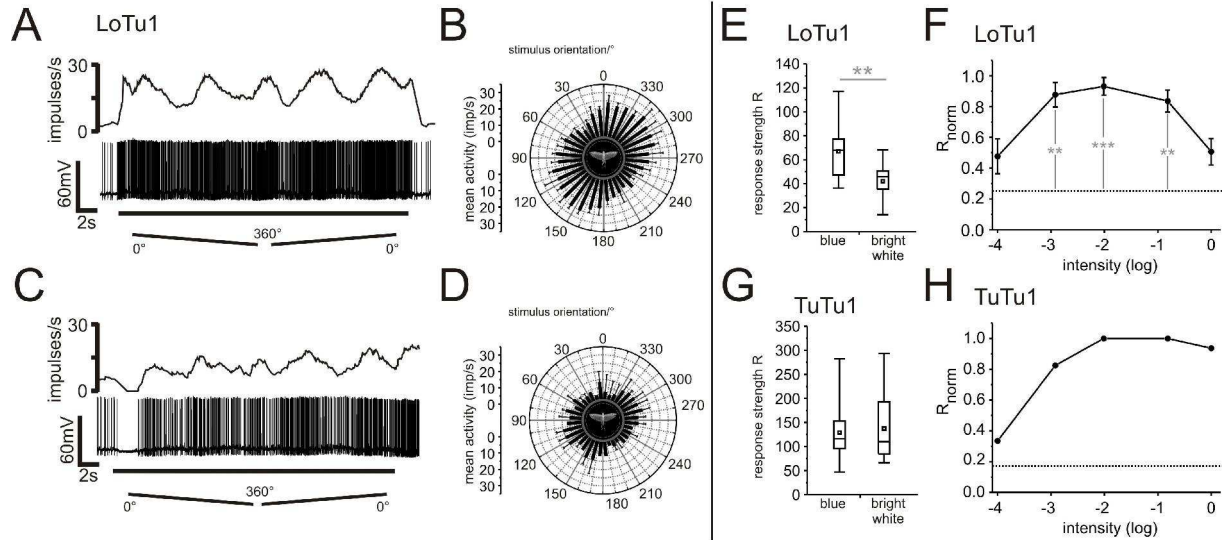 A
LoTu1
impulses/s
30
0
60mV
2s
0°
360°
0°
B
stimulus orientation/°
mean activity (imp/s)
30
20
10
0
0
10
20
30
0
330
300
270
240
210
180
150
120
90
60
30
C
impulses/s
30
0
60mV
2s
0°
360°
0°
D
stimulus orientation/°
mean activity (imp/s)
30
20
10
0
0
10
20
30
0
330
300
270
240
210
180
150
120
90
60
30
E
LoTu1
response strength R
140
120
100
80
60
40
20
0
**
blue
bright
white
F
LoTu1
Rnorm
1.0
0.8
0.6
0.4
0.2
0.0
**
***
**
-4
-3
-2
-1
0
intensity (log)
G
TuTu1
response strength R
350
300
250
200
150
100
50
0
blue
bright
white
H
TuTu1
Rnorm
1.0
0.8
0.6
0.4
0.2
0.0
-4
-3
-2
-1
0
intensity (log)